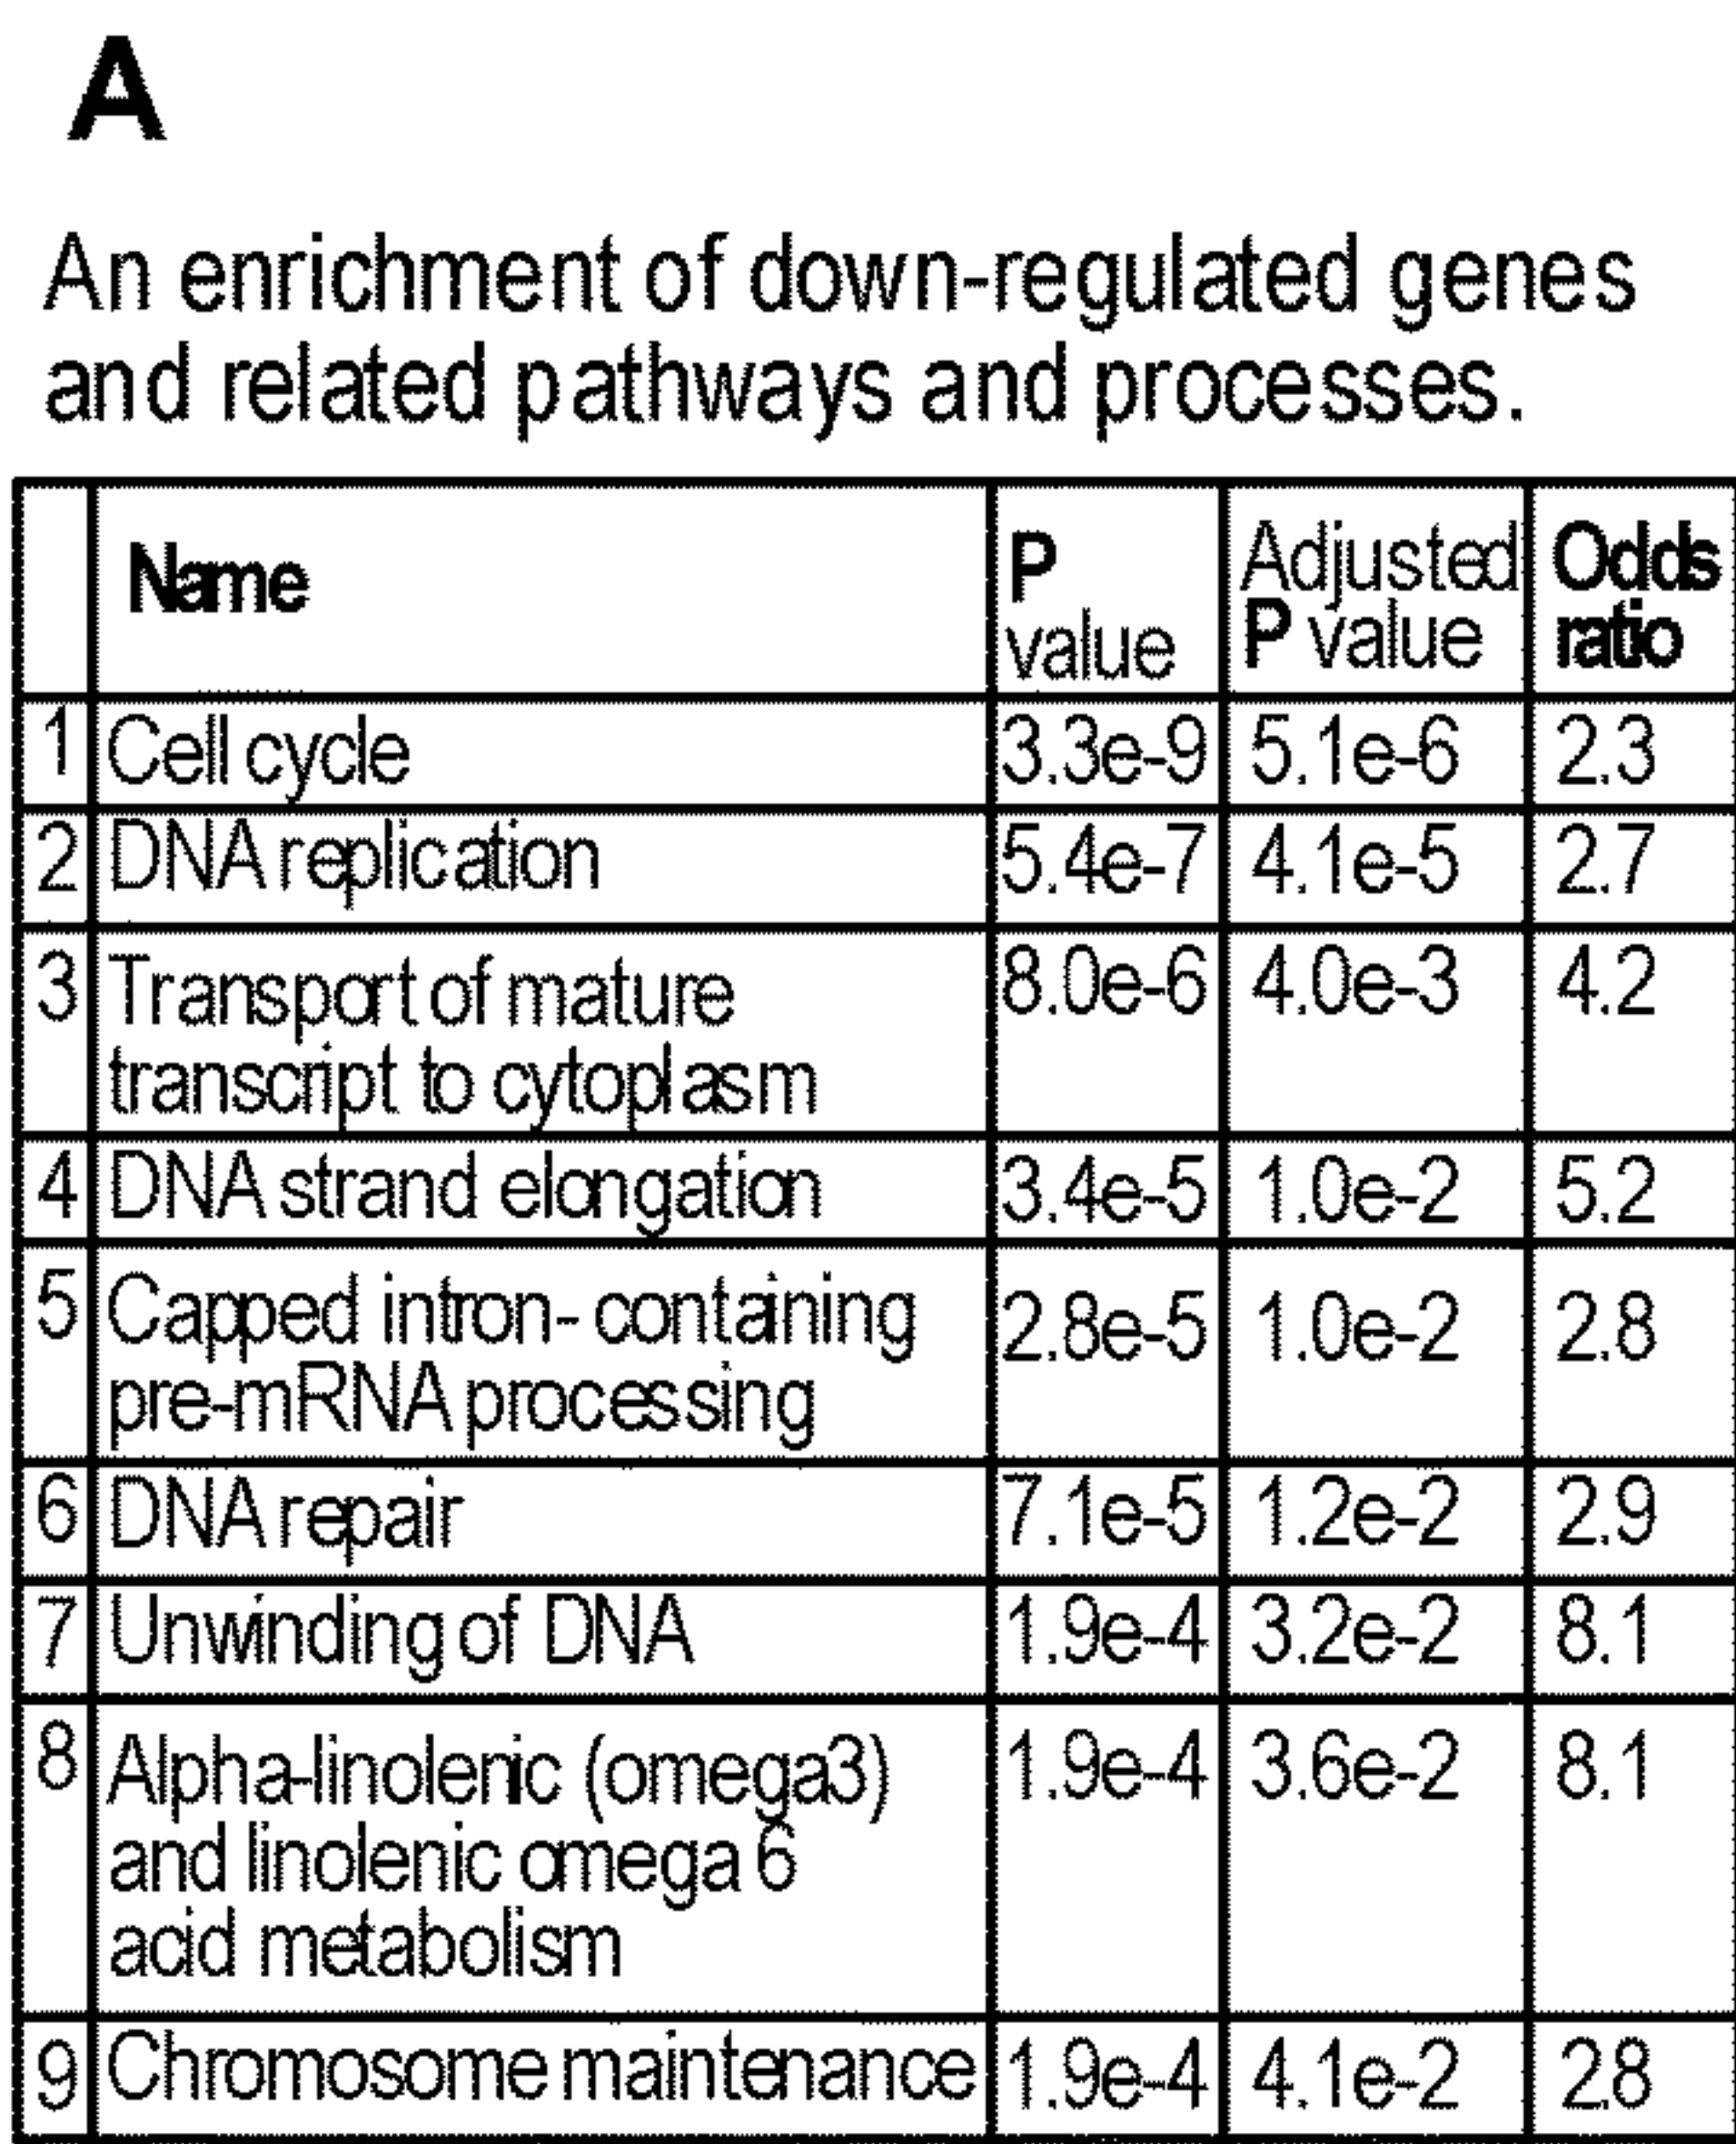 A
An enrichment of down-regulated genes
and related pathways and processes.
Name P value Adjusted P value Odds ratio
1 Cell cycle 3.3e-9 5.1e-6 2.3
2 DNA replication 5.4e-7 4.1e-5 2.7
3 Transport of mature 8.0e-6 4.0e-3 4.2
transcript to cytoplasm
4 DNA strand elongation 3.4e-5 1.0e-2 5.2
5 Capped intron- containing 2.8e-5 1.0e-2 2.8
pre-mRNA processing
6 DNA repair 7.1e-5 1.2e-2 2.9
7 Unwinding of DNA 1.9e-4 3.2e-2 8.1
8 Alpha-linolenic (omega3) 1.9e-4 3.6e-2 8.1
and linolenic omega 6
acid metabolism
9 Chromosome maintenance 1.9e-4 4.1e-2 2.8